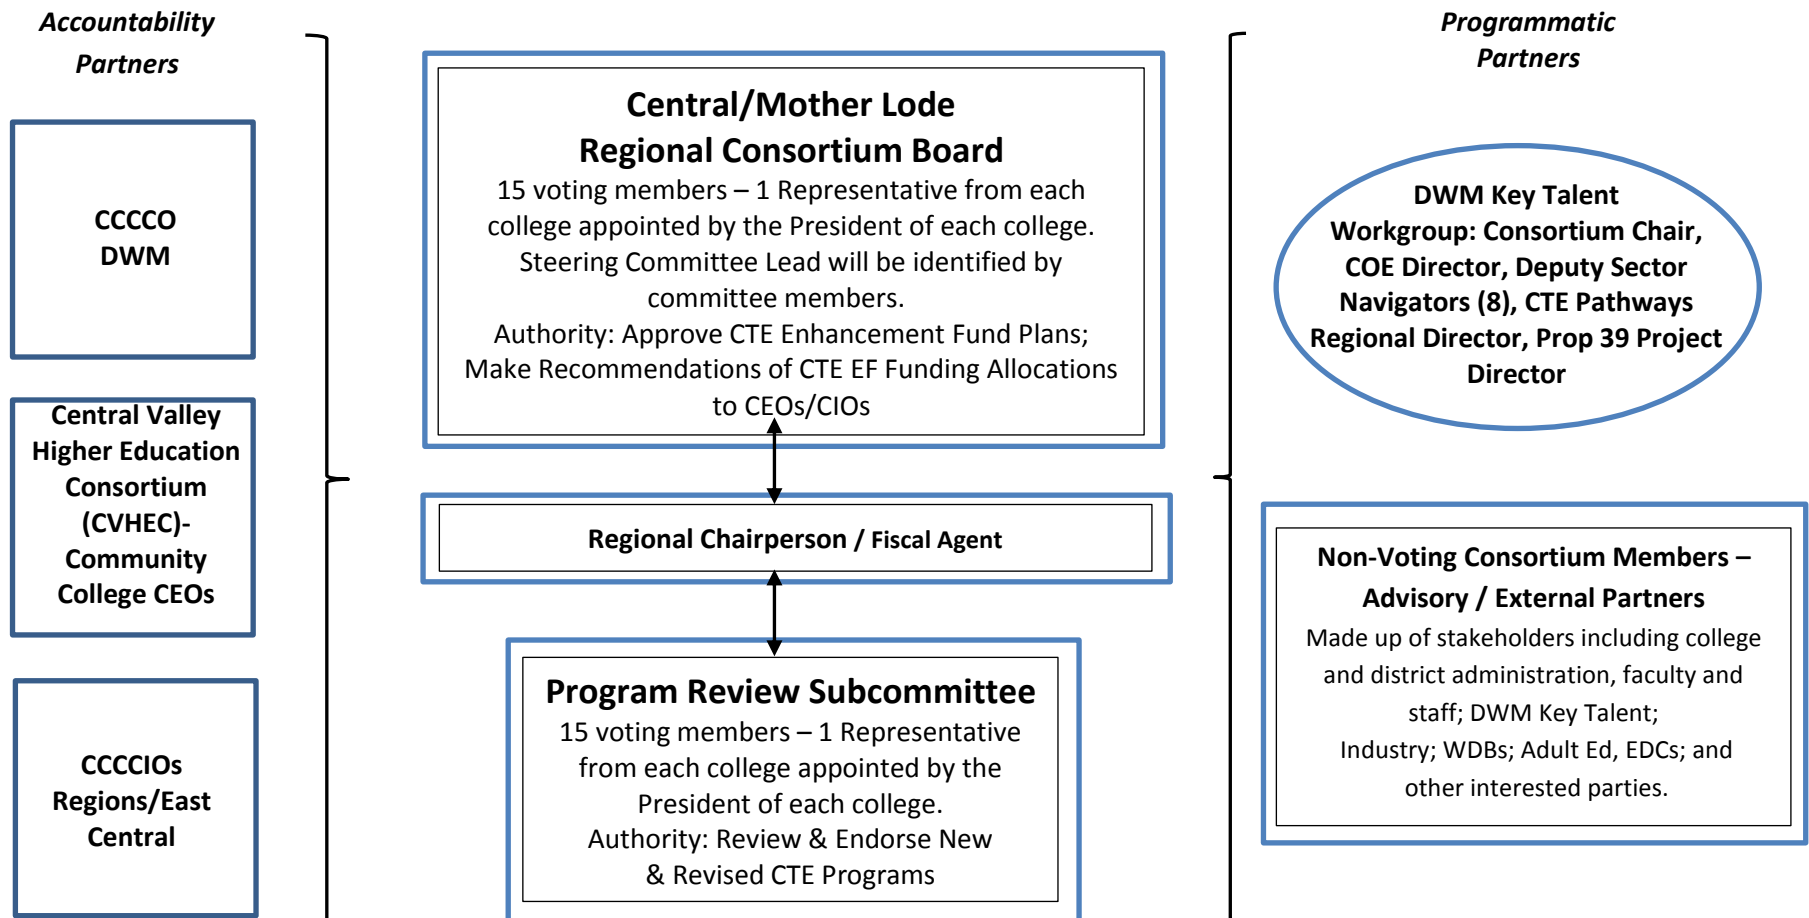 Accountability
Partners
CCCCO
DWM
Central Valley
Higher Education
Consortium
(CVHEC)-
Community
College CEOs
CCCCIOs
Regions/East
Central
Central/Mother Lode
Regional Consortium Board
15 voting members – 1 Representative from each
college appointed by the President of each college.
Steering Committee Lead will be identified by
committee members.
Authority: Approve CTE Enhancement Fund Plans;
Make Recommendations of CTE EF Funding Allocations
to CEOs/CIOs
Regional Chairperson / Fiscal Agent
Program Review Subcommittee
15 voting members – 1 Representative
from each college appointed by the
President of each college.
Authority: Review & Endorse New
& Revised CTE Programs
Programmatic
Partners
DWM Key Talent
Workgroup: Consortium Chair,
COE Director, Deputy Sector
Navigators (8), CTE Pathways
Regional Director, Prop 39 Project
Director
Non-Voting Consortium Members –
Advisory / External Partners
Made up of stakeholders including college
and district administration, faculty and
staff; DWM Key Talent;
Industry; WDBs; Adult Ed, EDCs; and
other interested parties.